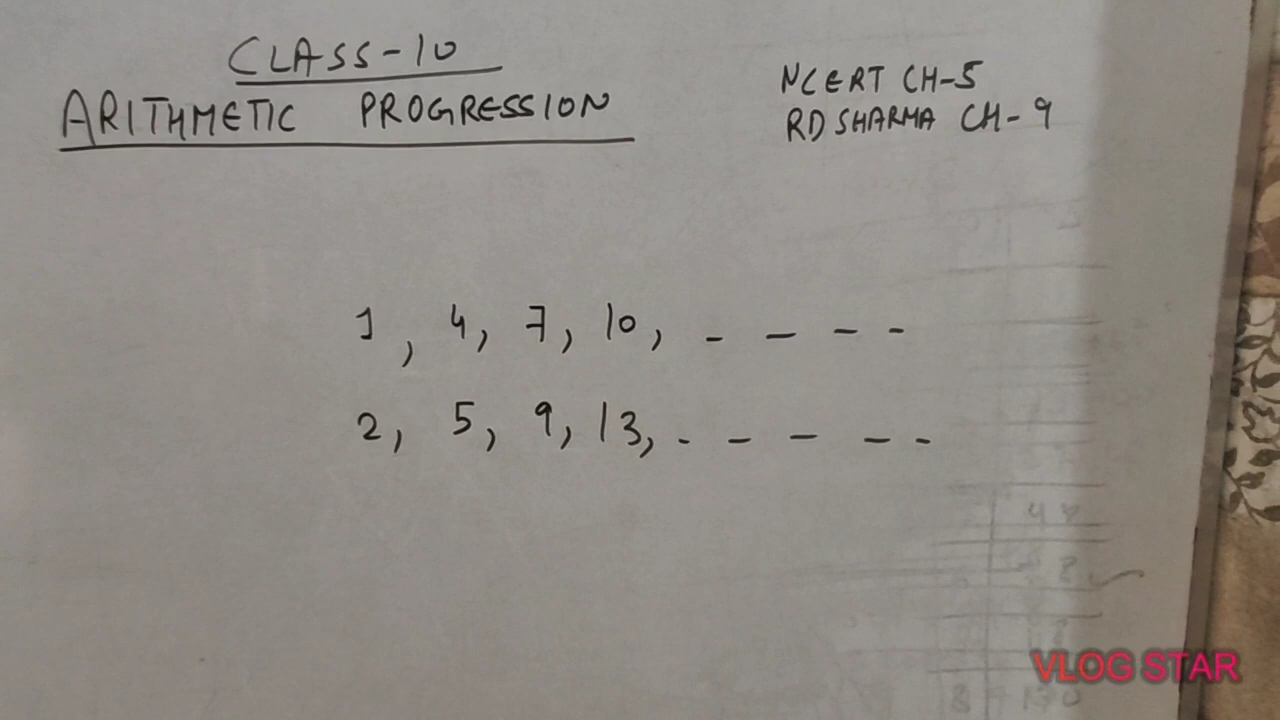 CLASS-10
ARITHMETIC PROGRESSION
NCERT CH-5
RD SHARMA CH-9
1, 4, 7, 10, - - - -
2, 5, 9, 13, - - - - -
VLOG STAR